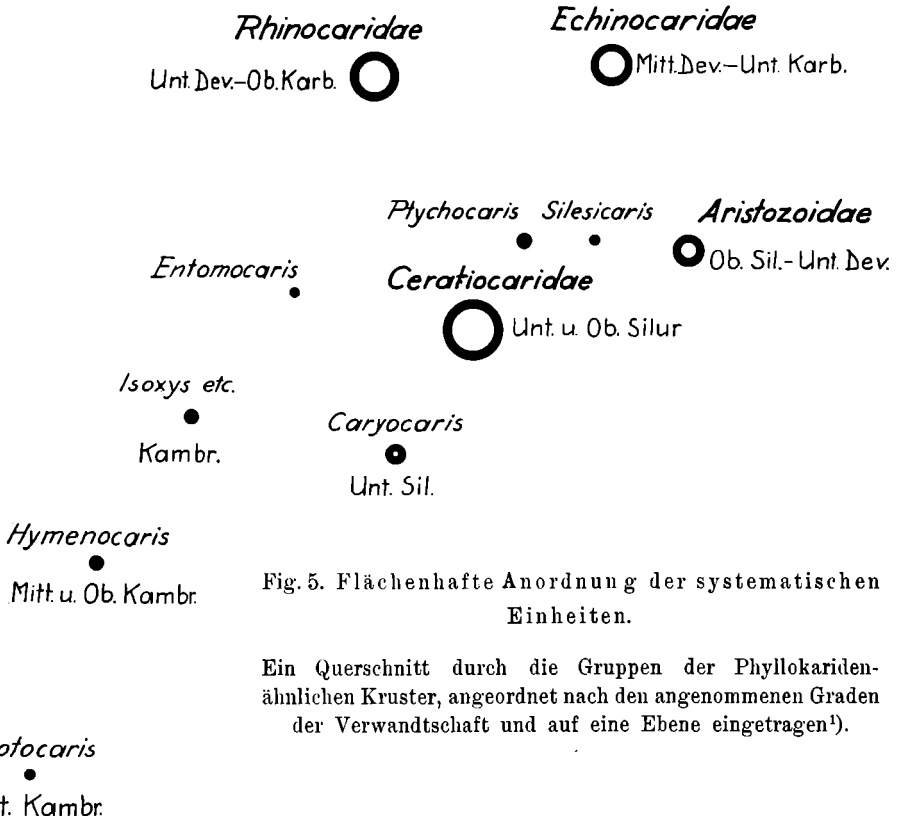 Rhinocaridae
Unt. Dev.–Ob. Karb.
Echinocaridae
Mitt. Dev.–Unt. Karb.
Ptychocaris
Silesicaris
Aristozoidae
Ob. Sil.- Unt. Dev.
Entomocaris
Ceratiocaridae
Unt. u. Ob. Silur
Isoxys etc.
Kambr.
Caryocaris
Unt. Sil.
Hymenocaris
Mitt. u. Ob. Kambr.
Fig. 5. Flächenhafte Anordnung der systematischen
Einheiten.
Ein Querschnitt durch die Gruppen der Phyllokariden-
ähnlichen Kruster, angeordnet nach den angenommenen Graden
der Verwandtschaft und auf eine Ebene eingetragen¹).
Kambr.